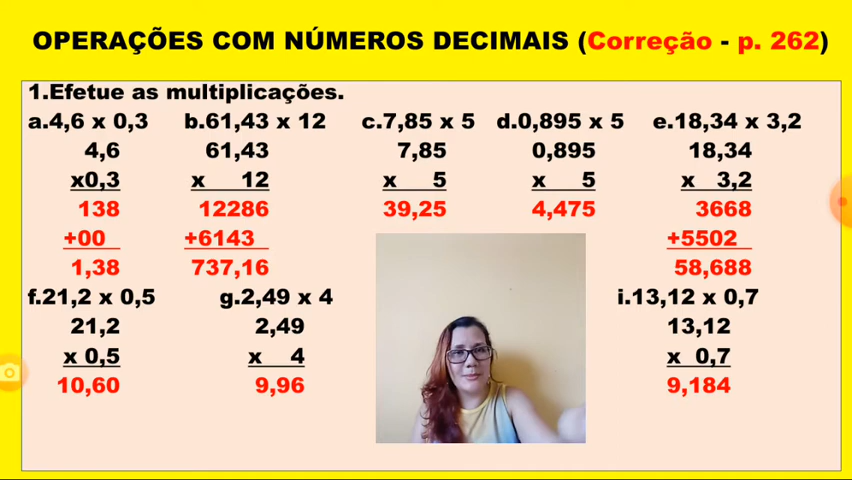 OPERAÇÕES COM NÚMEROS DECIMAIS (Correção - p. 262)
1.Efetue as multiplicações.
a.4,6 x 0,3 b.61,43 x 12 c.7,85 x 5 d.0,895 x 5 e.18,34 x 3,2
4,6 61,43 7,85 0,895 18,34
x0,3 x 12 x 5 x 5 x 3,2
138 12286 39,25 4,475 3668
+00 +6143 +5502
1,38 737,16 58,688
f.21,2 x 0,5 g.2,49 x 4 i.13,12 x 0,7
21,2 2,49 13,12
x 0,5 x 4 x 0,7
10,60 9,96 9,184